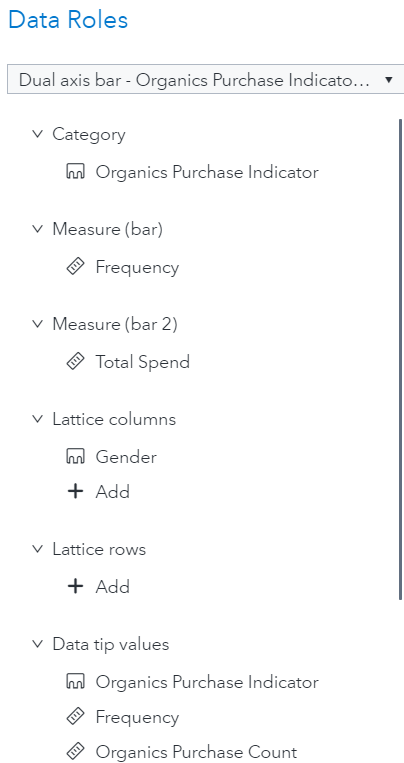 Data Roles
Dual axis bar - Organics Purchase Indicato...
Category
Organics Purchase Indicator
Measure (bar)
Frequency
Measure (bar 2)
Total Spend
Lattice columns
Gender
Add
Lattice rows
Add
Data tip values
Organics Purchase Indicator
Frequency
Organics Purchase Count